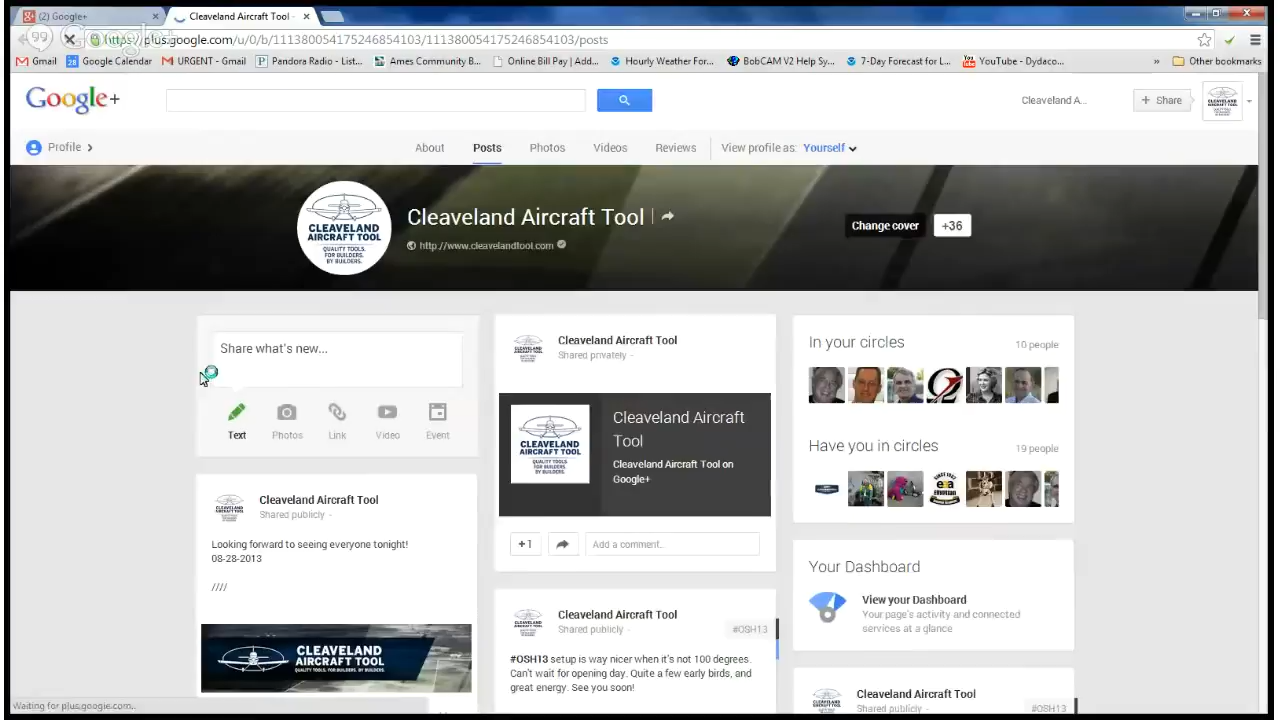 (2) Google+
Cleaveland Aircraft Tool -
https://plus.google.com/u/0/b/111380054175246854103/111380054175246854103/posts
Gmail
Google Calendar
URGENT - Gmail
Pandora Radio - List...
Ames Community B...
Online Bill Pay | Add...
Hourly Weather For...
BobCAM V2 Help Sy...
7-Day Forecast for L...
YouTube - Dydaco...
»
Other bookmarks
Google+
Cleaveland A...
+ Share
Profile
About
Posts
Photos
Videos
Reviews
View profile as: Yourself
CLEAVELAND
AIRCRAFT TOOL
QUALITY TOOLS.
FOR BUILDERS.
BY BUILDERS.
Cleaveland Aircraft Tool
http://www.cleavelandtool.com
Change cover
+36
Share what's new...
Text
Photos
Link
Video
Event
Cleaveland Aircraft Tool
Shared publicly -
Looking forward to seeing everyone tonight!
08-28-2013
////
CLEAVELAND
AIRCRAFT TOOL
QUALITY TOOLS. FOR BUILDERS. BY BUILDERS.
Cleaveland Aircraft Tool
Shared privately -
CLEAVELAND
AIRCRAFT TOOL
QUALITY TOOLS.
FOR BUILDERS.
BY BUILDERS.
Cleaveland Aircraft
Tool
Cleaveland Aircraft Tool on
Google+
+1
Add a comment..
Cleaveland Aircraft Tool
Shared publicly -
#OSH13
#OSH13 setup is way nicer when it's not 100 degrees.
Can't wait for opening day. Quite a few early birds, and
great energy. See you soon!
In your circles
10 people
Have you in circles
19 people
Your Dashboard
View your Dashboard
Your page's activity and connected
services at a glance
Cleaveland Aircraft Tool
Shared publicly -
#OSH13
Waiting for plus.google.com...